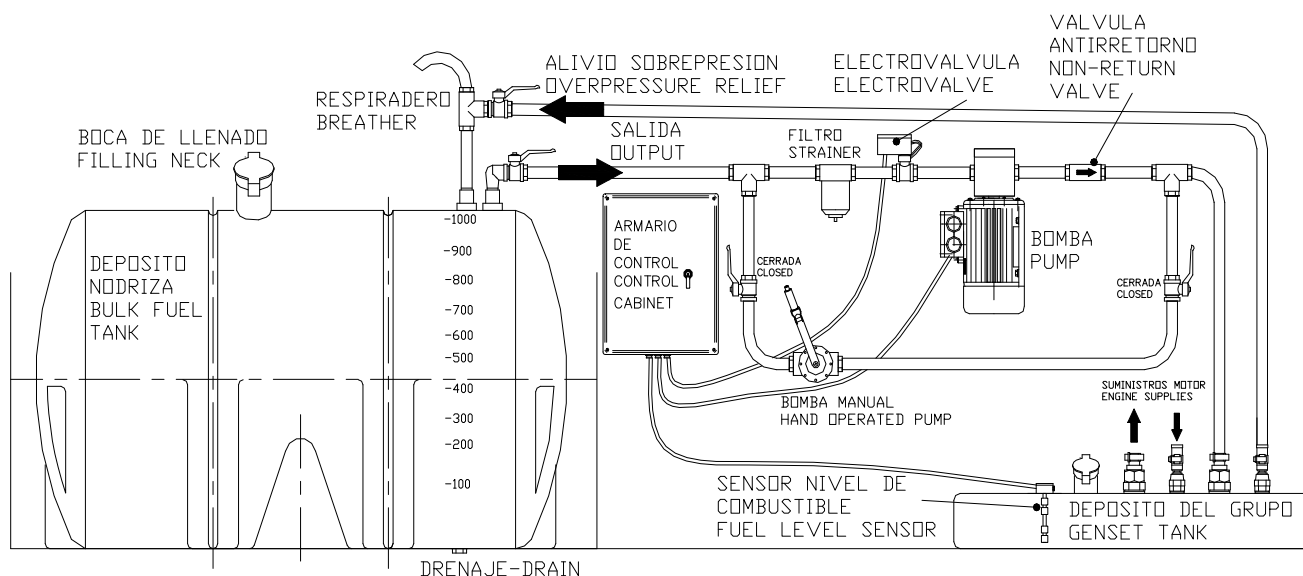 VALVULA
ANTIRRETORNO
NON-RETURN
VALVE
ELECTROVALVULA
ELECTROVALVE
ALIVIO SOBREPRESION
OVERPRESSURE RELIEF
RESPIRADERO
BREATHER
SALIDA
OUTPUT
FILTRO
STRAINER
BOCA DE LLENADO
FILLING NECK
-1000
-900
-800
-700
-600
-500
-400
-300
-200
-100
DEPOSITO
NODRIZA
BULK FUEL
TANK
ARMARIO
DE
CONTROL
CONTROL
CABINET
CERRADA
CLOSED
BOMBA
PUMP
CERRADA
CLOSED
BOMBA MANUAL
HAND OPERATED PUMP
SUMINISTROS MOTOR
ENGINE SUPPLIES
SENSOR NIVEL DE
COMBUSTIBLE
FUEL LEVEL SENSOR
DEPOSITO DEL GRUPO
GENSET TANK
DRENAJE-DRAIN